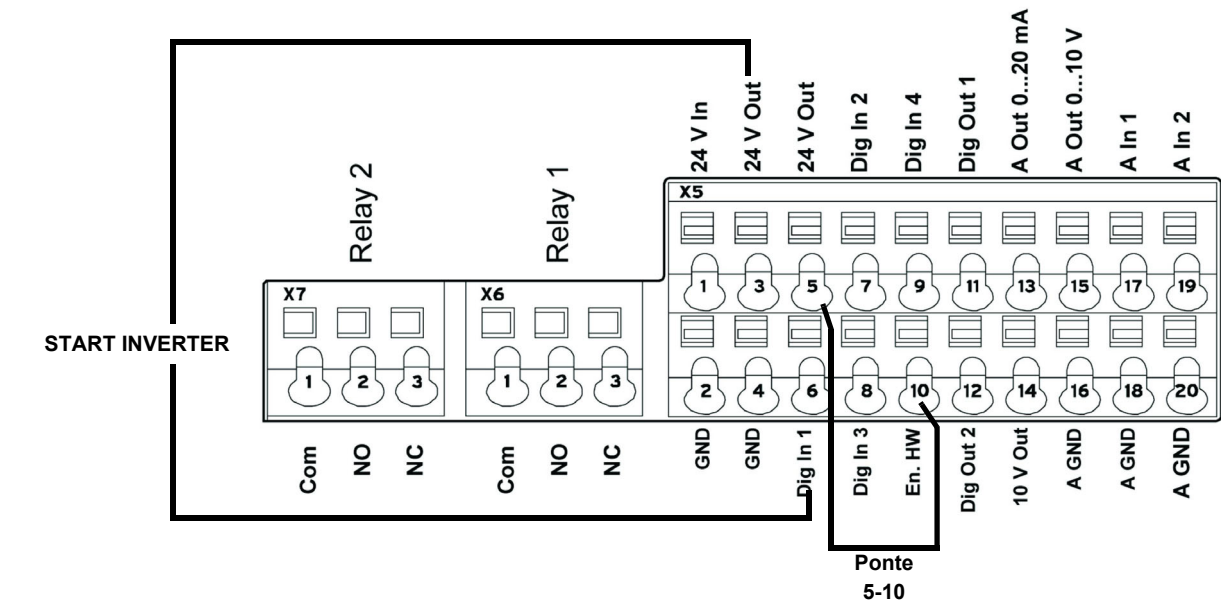 24 V In
24 V Out
24 V Out
Dig In 2
Dig In 4
Dig Out 1
A Out 0...20 mA
A Out 0...10 V
A In 1
A In 2
Relay 2
Relay 1
X5
1 3 5 7 9 11 13 15 17 19
X7
X6
START INVERTER
1 2 3
1 2 3
2 4 6 8 10 12 14 16 18 20
Com
NO
NC
Com
NO
NC
GND
GND
Dig In 1
Dig In 3
En. HW
Dig Out 2
10 V Out
A GND
A GND
A GND
Ponte
5-10